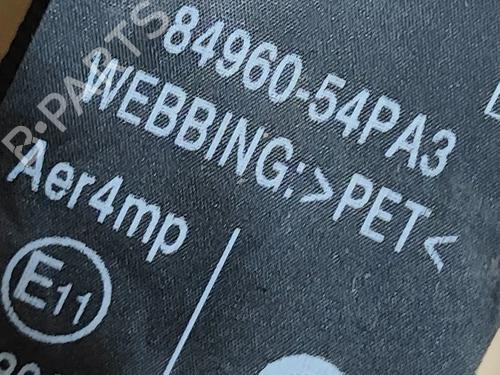 84960-54PA3
WEBBING:>PET<
Aer4mp
E11
B-PARTS